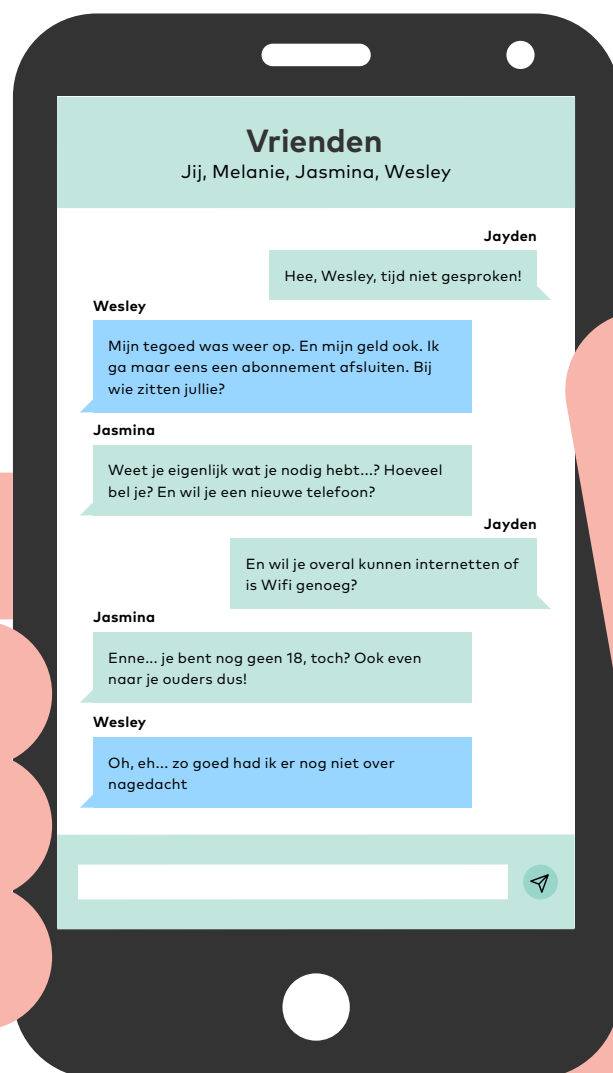 Vrienden
Jij, Melanie, Jasmina, Wesley
Jayden
Hee, Wesley, tijd niet gesproken!
Wesley
Mijn tegoed was weer op. En mijn geld ook. Ik
ga maar eens een abonnement afsluiten. Bij
wie zitten jullie?
Jasmina
Weet je eigenlijk wat je nodig hebt...? Hoeveel
bel je? En wil je een nieuwe telefoon?
Jayden
En wil je overal kunnen internetten of
is Wifi genoeg?
Jasmina
Enne... je bent nog geen 18, toch? Ook even
naar je ouders dus!
Wesley
Oh, eh... zo goed had ik er nog niet over
nagedacht